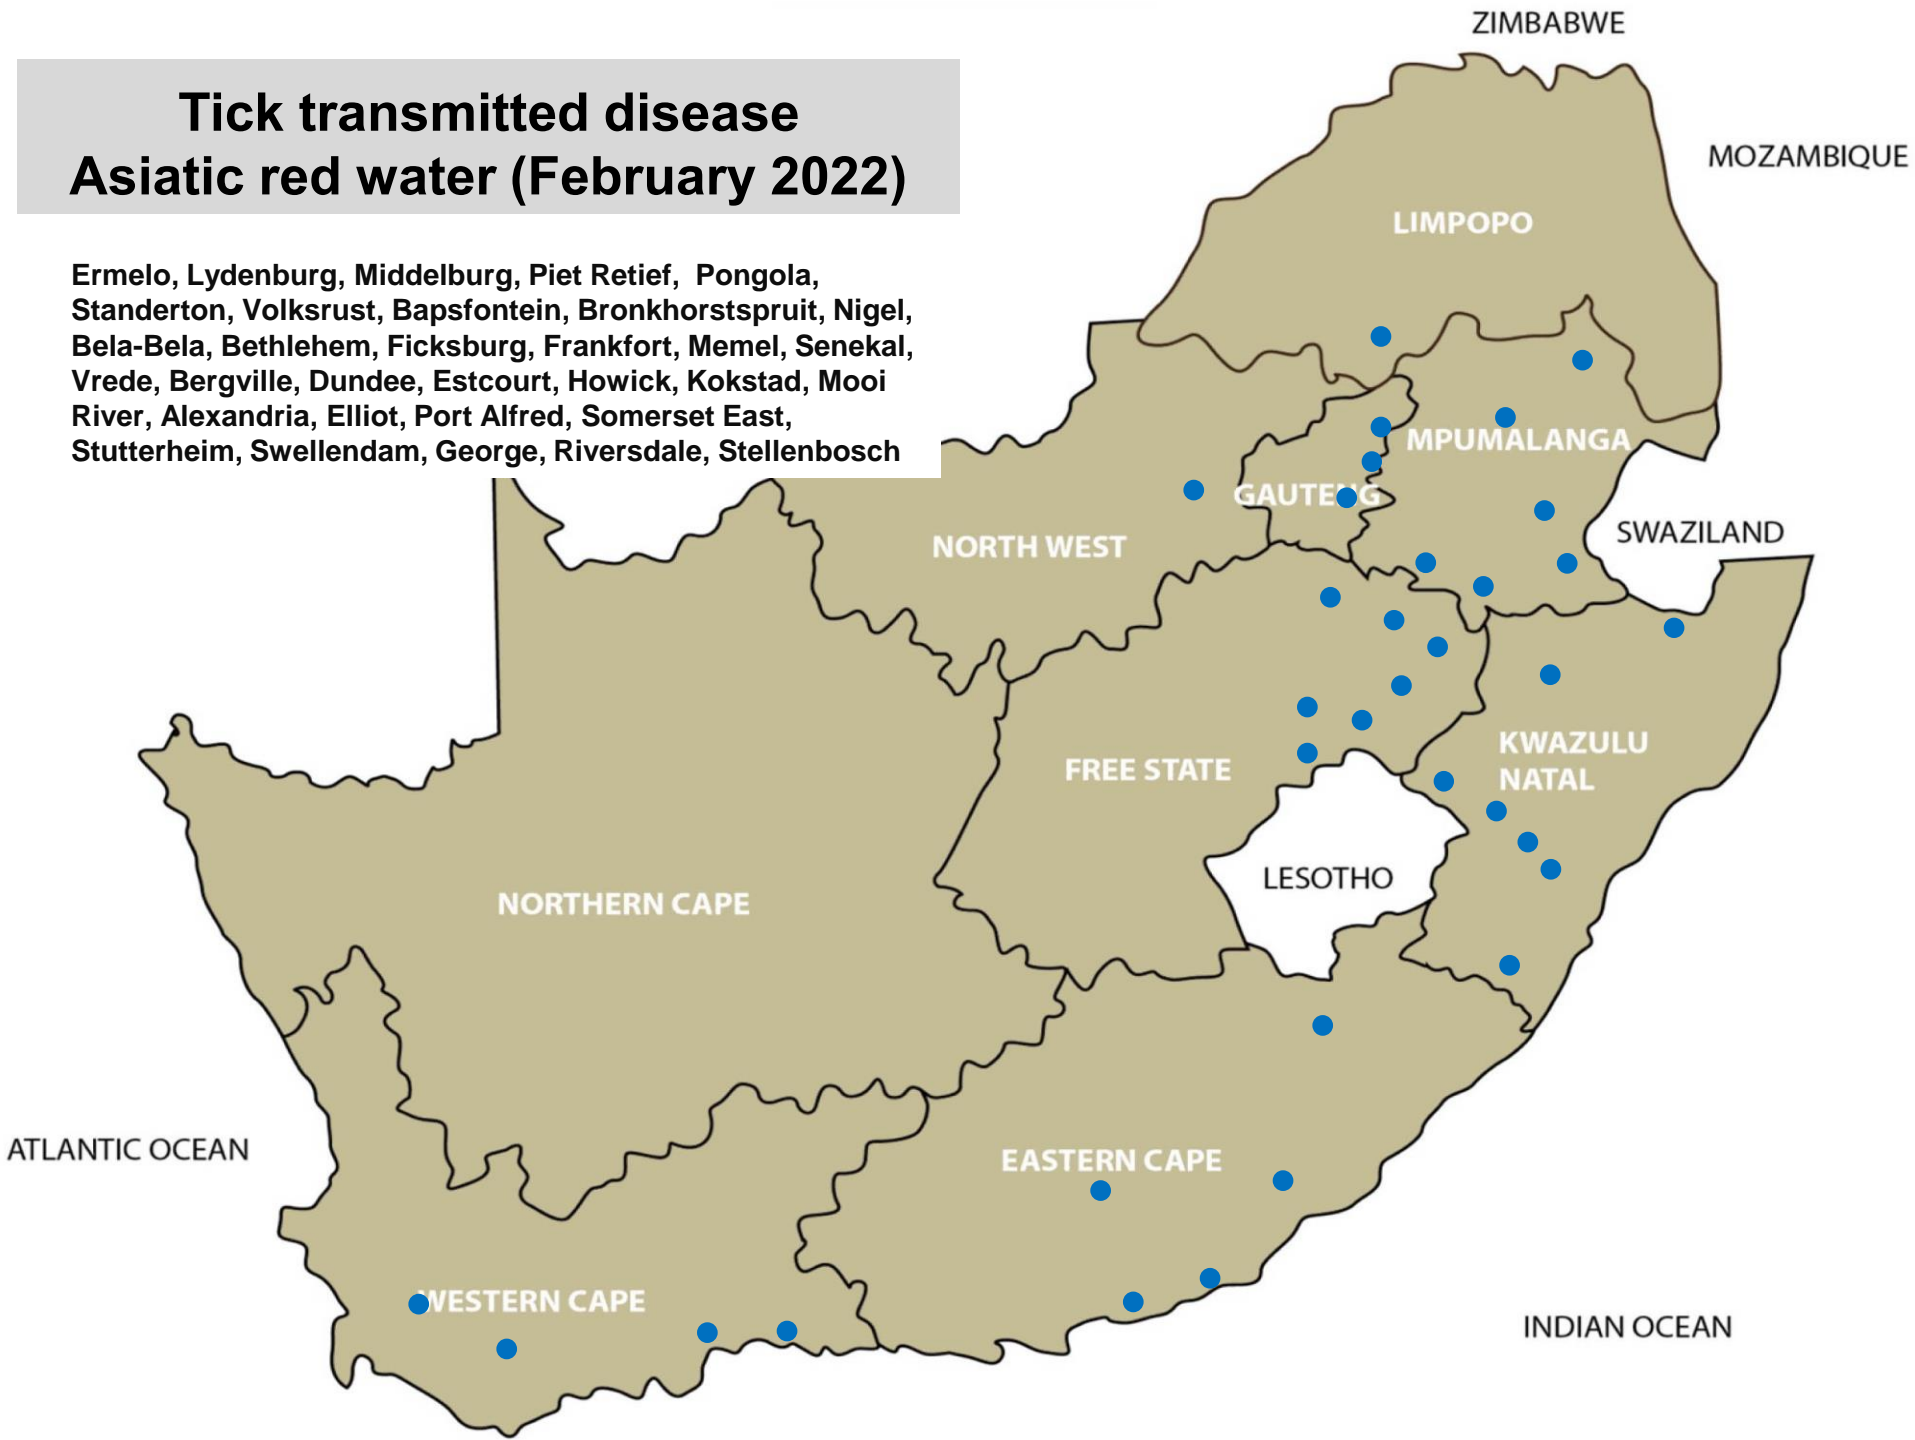 ZIMBABWE
Tick transmitted disease
Asiatic red water (February 2022)
MOZAMBIQUE
LIMPOPO
Ermelo, Lydenburg, Middelburg, Piet Retief,  Pongola,
Standerton, Volksrust, Bapsfontein, Bronkhorstspruit, Nigel,
Bela-Bela, Bethlehem, Ficksburg, Frankfort, Memel, Senekal,
Vrede, Bergville, Dundee, Estcourt, Howick, Kokstad, Mooi
River, Alexandria, Elliot, Port Alfred, Somerset East,
Stutterheim, Swellendam, George, Riversdale, Stellenbosch
MPUMALANGA
GAUTENG
SWAZILAND
NORTH WEST
KWAZULU
NATAL
FREE STATE
LESOTHO
NORTHERN CAPE
ATLANTIC OCEAN
EASTERN CAPE
WESTERN CAPE
INDIAN OCEAN